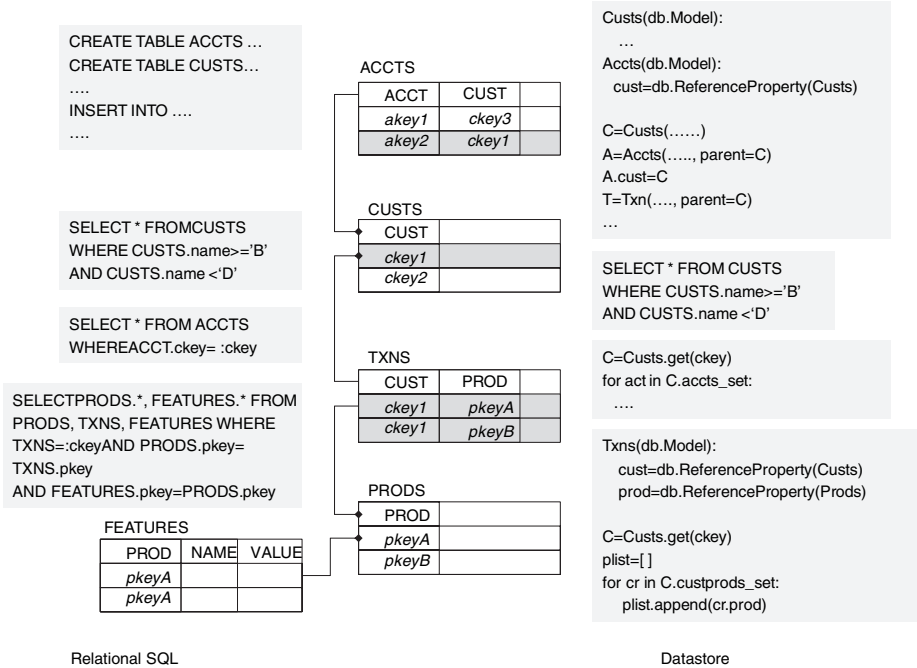 CREATE TABLE ACCTS …
CREATE TABLE CUSTS…
….
INSERT INTO ….
….
SELECT * FROMCUSTS
WHERE CUSTS.name>=’B’
AND CUSTS.name <‘D’
SELECT * FROM ACCTS
WHEREACCT.ckey= :ckey
SELECTPRODS.*, FEATURES.* FROM
PRODS, TXNS, FEATURES WHERE
TXNS=:ckeyAND PRODS.pkey=
TXNS.pkey
AND FEATURES.pkey=PRODS.pkey
FEATURES
PROD NAME VALUE
pkeyA
pkeyA
Relational SQL
ACCTS
ACCT CUST
akey1 ckey3
akey2 ckey1
CUSTS
CUST
ckey1
ckey2
TXNS
CUST PROD
ckey1 pkeyA
ckey1 pkeyB
PRODS
PROD
pkeyA
pkeyB
Custs(db.Model):
…
Accts(db.Model):
cust=db.ReferenceProperty(Custs)
C=Custs(……)
A=Accts(….., parent=C)
A.cust=C
T=Txn(…., parent=C)
…
SELECT * FROM CUSTS
WHERE CUSTS.name>=’B’
AND CUSTS.name <‘D’
C=Custs.get(ckey)
for act in C.accts_set:
….
Txns(db.Model):
cust=db.ReferenceProperty(Custs)
prod=db.ReferenceProperty(Prods)
C=Custs.get(ckey)
plist=[ ]
for cr in C.custprods_set:
plist.append(cr.prod)
Datastore